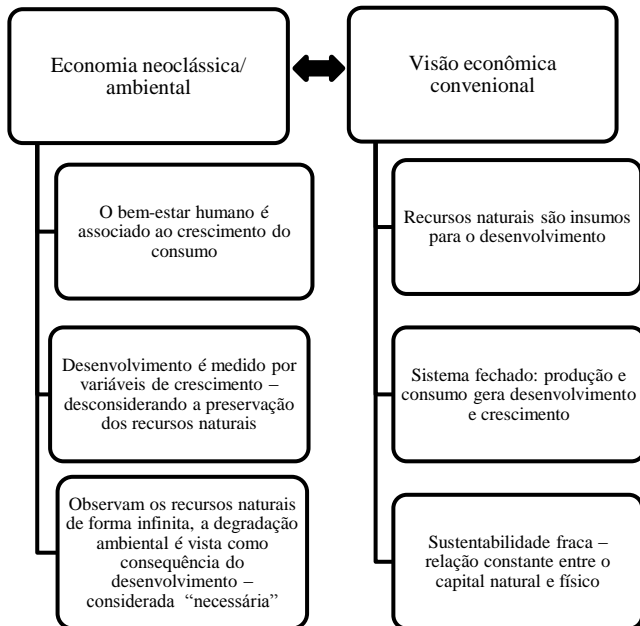 Economia neoclássica/
ambiental
Visão econômica
convenional
O bem-estar humano é
associado ao crescimento do
consumo
Desenvolvimento é medido por
variáveis de crescimento –
desconsiderando a preservação
dos recursos naturais
Observam os recursos naturais
de forma infinita, a degradação
ambiental é vista como
consequência do
desenvolvimento –
considerada “necessária”
Recursos naturais são insumos
para o desenvolvimento
Sistema fechado: produção e
consumo gera desenvolvimento
e crescimento
Sustentabilidade fraca –
relação constante entre o
capital natural e físico